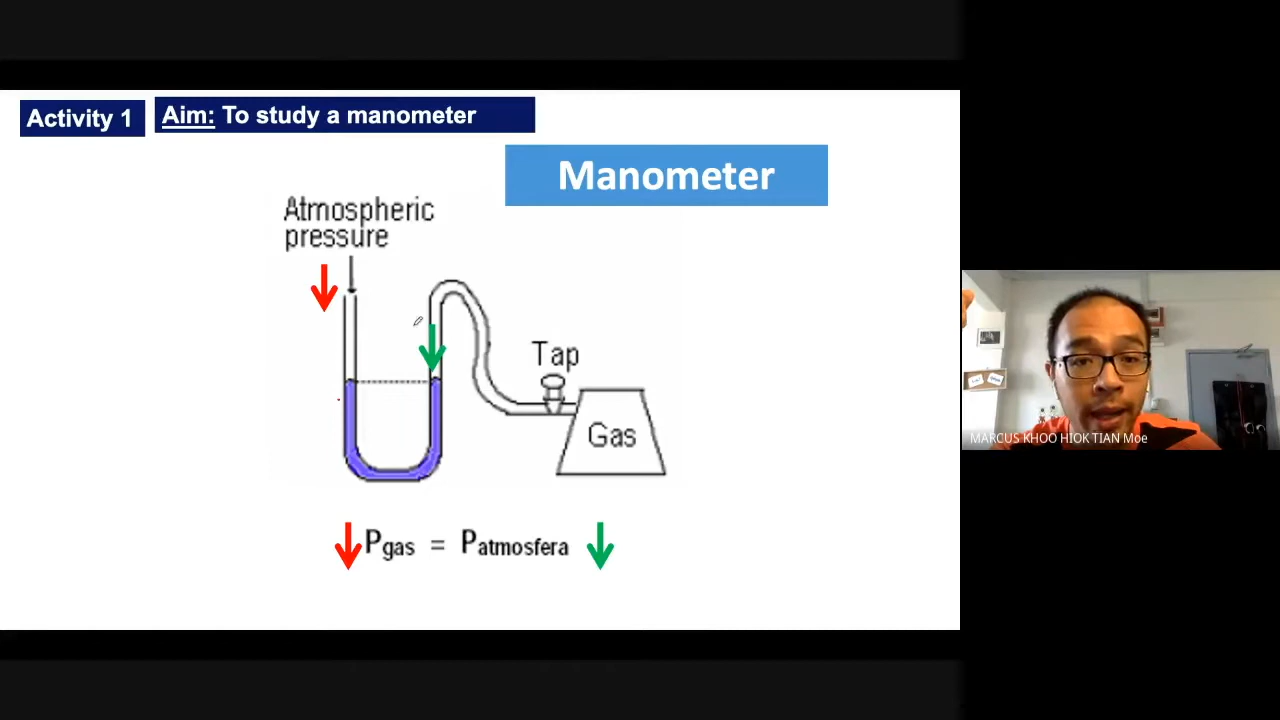 Activity 1
Aim: To study a manometer
Manometer
Atmospheric
pressure
Tap
Gas
Pgas = Patmosfera
MARCUS KHOO HIOK TIAN Moe